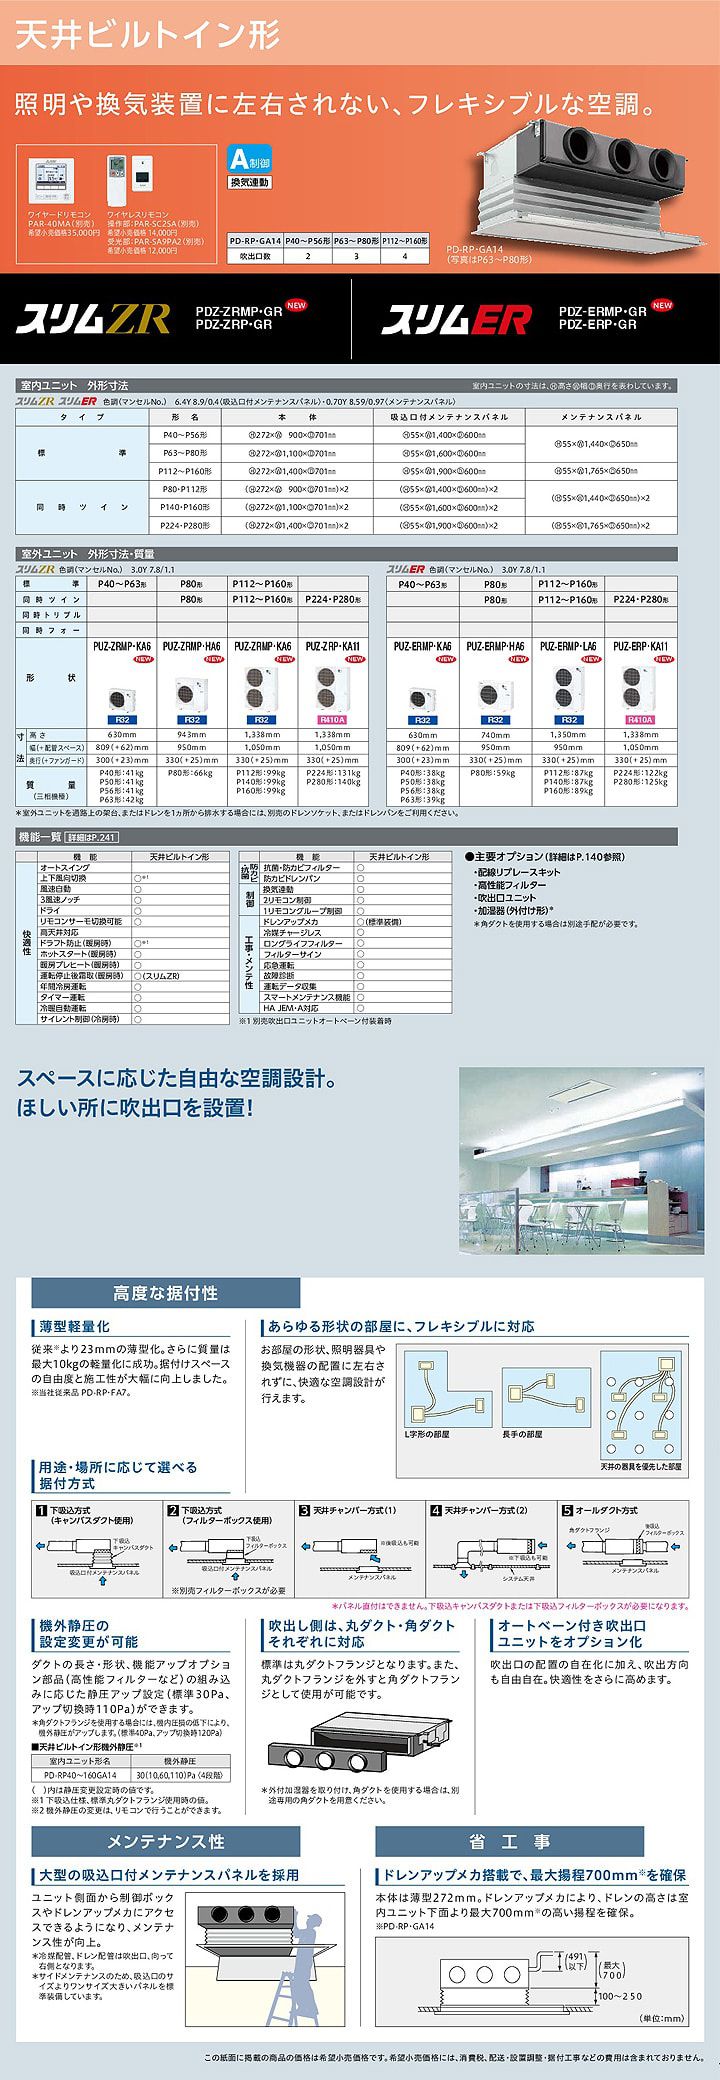 天井ビルトイン形
照明や換気装置に左右されない、フレキシブルな空調。
A制御
換気連動
ワイヤードリモコン
PAR-40MA(別売)
希望小売価格35,000円
ワイヤレスリモコン
操作部:PAR-SC2SA(別売)
希望小売価格 14,000円
受光部:PAR-SA9PA2(別売)
希望小売価格 12,000円
PD-RP・GA14 P40〜P56形 P63〜P80形 P112〜P160形
吹出口数 2 3 4
PD-RP・GA14
(写真はP63〜P80形)
スリムZR PDZ-ZRMP・GR NEW
PDZ-ZRP・GR
スリムER PDZ-ERMP・GR NEW
PDZ-ERP・GR
室内ユニット 外形寸法 室内ユニットの寸法は、Ⓗ高さⓌ幅Ⓓ奥行を表わしています。
スリムZR スリムER 色調(マンセルNo.) 6.4Y 8.9/0.4(吸込口付メンテナンスパネル)・0.70Y 8.59/0.97(メンテナンスパネル)
タイプ 形名 本体 吸込口付メンテナンスパネル メンテナンスパネル
標準 P40〜P56形 Ⓗ272×Ⓦ 900×Ⓓ701mm Ⓗ55×Ⓦ1,400×Ⓓ600mm Ⓗ55×Ⓦ1,440×Ⓓ650mm
P63〜P80形 Ⓗ272×Ⓦ1,100×Ⓓ701mm Ⓗ55×Ⓦ1,600×Ⓓ600mm
P112〜P160形 Ⓗ272×Ⓦ1,400×Ⓓ701mm Ⓗ55×Ⓦ1,900×Ⓓ600mm Ⓗ55×Ⓦ1,765×Ⓓ650mm
同時ツイン P80・P112形 (Ⓗ272×Ⓦ 900×Ⓓ701mm)×2 (Ⓗ55×Ⓦ1,400×Ⓓ600mm)×2 (Ⓗ55×Ⓦ1,440×Ⓓ650mm)×2
P140・P160形 (Ⓗ272×Ⓦ1,100×Ⓓ701mm)×2 (Ⓗ55×Ⓦ1,600×Ⓓ600mm)×2
P224・P280形 (Ⓗ272×Ⓦ1,400×Ⓓ701mm)×2 (Ⓗ55×Ⓦ1,900×Ⓓ600mm)×2 (Ⓗ55×Ⓦ1,765×Ⓓ650mm)×2
室外ユニット 外形寸法・質量
スリムZR 色調(マンセルNo.) 3.0Y 7.8/1.1
標準 P40〜P63形 P80形 P112〜P160形
同時ツイン P80形 P112〜P160形 P224・P280形
同時トリプル
同時フォー
形状 PUZ-ZRMP・KA6 NEW PUZ-ZRMP・HA6 NEW PUZ-ZRMP・KA6 NEW PUZ-ZRP・KA11 NEW
R32 R32 R32 R410A
寸法 高さ 630mm 943mm 1,338mm 1,338mm
幅(+配管スペース) 809(+62)mm 950mm 1,050mm 1,050mm
奥行(+ファンガード) 300(+23)mm 330(+25)mm 330(+25)mm 330(+25)mm
質量
(三相機種)
P40形:41kg
P50形:41kg
P56形:41kg
P63形:42kg
P80形:66kg
P112形:99kg
P140形:99kg
P160形:99kg
P224形:131kg
P280形:140kg
スリムER 色調(マンセルNo.) 3.0Y 7.8/1.1
P40〜P63形 P80形 P112〜P160形
P80形 P112〜P160形 P224・P280形
PUZ-ERMP・KA6 NEW PUZ-ERMP・HA6 NEW PUZ-ERMP・LA6 NEW PUZ-ERP・KA11 NEW
R32 R32 R32 R410A
630mm 740mm 1,350mm 1,338mm
809(+62)mm 950mm 950mm 1,050mm
300(+23)mm 330(+25)mm 330(+25)mm 330(+25)mm
P40形:38kg
P50形:38kg
P56形:38kg
P63形:39kg
P80形:59kg
P112形:87kg
P140形:87kg
P160形:89kg
P224形:122kg
P280形:125kg
*室外ユニットを通路上の架台、またはドレンを1ヵ所から排水する場合には、別売のドレンソケット、またはドレンパンをご利用ください。
機能一覧 詳細はP.241
機能 天井ビルトイン形
快適性
オートスイング
上下風向切換 ○※1
風速自動 ○
3風速ノッチ ○
ドライ ○
リモコンサーモ切換可能 ○
高天井対応
ドラフト防止(暖房時) ○※1
ホットスタート(暖房時) ○
暖房プレヒート(暖房時) ○
運転停止後霜取(暖房時) ○(スリムZR)
年間冷房運転 ○
タイマー運転 ○
冷暖自動運転 ○
サイレント制御(冷房時) ○
機能 天井ビルトイン形
抗菌・防カビ
抗菌・防カビフィルター ○
防カビドレンパン ○
制御
換気連動 ○
2リモコン制御 ○
1リモコングループ制御 ○
工事・メンテ性
ドレンアップメカ ○(標準装備)
冷媒チャージレス ○
ロングライフフィルター ○
フィルターサイン ○
応急運転 ○
故障診断 ○
運転データ収集 ○
スマートメンテナンス機能 ○
HA JEM・A対応 ○
※1 別売吹出口ユニットオートベーン付装着時
●主要オプション(詳細はP.140参照)
・配線リプレースキット
・高性能フィルター
・吹出口ユニット
・加湿器(外付け形)*
*角ダクトを使用する場合は別途手配が必要です。
スペースに応じた自由な空調設計。
ほしい所に吹出口を設置!
高度な据付性
薄型軽量化
従来※より23mmの薄型化。さらに質量は
最大10kgの軽量化に成功。据付けスペース
の自由度と施工性が大幅に向上しました。
※当社従来品 PD-RP・FA7。
あらゆる形状の部屋に、フレキシブルに対応
お部屋の形状、照明器具や
換気機器の配置に左右さ
れずに、快適な空調設計が
行えます。
L字形の部屋
長手の部屋
天井の器具を優先した部屋
用途・場所に応じて選べる
据付方式
1 下吸込方式
(キャンバスダクト使用)
下吸込
キャンバスダクト
吸込口付メンテナンスパネル
2 下吸込方式
(フィルターボックス使用)
下吸込
フィルターボックス
吸込口付メンテナンスパネル
※別売フィルターボックスが必要
3 天井チャンバー方式(1)
※後吸込も可能
メンテナンスパネル
4 天井チャンバー方式(2)
※下吸込も可能
システム天井
5 オールダクト方式
角ダクトフランジ
後吸込
フィルターボックス
メンテナンスパネル
*パネル直付はできません。下吸込キャンバスダクトまたは下吸込フィルターボックスが必要になります。
機外静圧の
設定変更が可能
ダクトの長さ・形状、機能アップオプショ
ン部品(高性能フィルターなど)の組み込
みに応じた静圧アップ設定(標準30Pa、
アップ切換時110Pa)ができます。
*角ダクトフランジを使用する場合には、機内圧損の低下により、
機外静圧がアップします。(標準40Pa、アップ切換時120Pa)
■天井ビルトイン形機外静圧※1
室内ユニット形名 機外静圧
PD-RP40〜160GA14 30(10,60,110)Pa (4段階)
( )内は静圧変更設定時の値です。
※1 下吸込仕様、標準丸ダクトフランジ使用時の値。
※2 機外静圧の変更は、リモコンで行うことができます。
吹出し側は、丸ダクト・角ダクト
それぞれに対応
標準は丸ダクトフランジとなります。また、
丸ダクトフランジを外すと角ダクトフラン
ジとして使用が可能です。
*外付加湿器を取り付け、角ダクトを使用する場合は、別
途専用の角ダクトを用意ください。
オートベーン付き吹出口
ユニットをオプション化
吹出口の配置の自在化に加え、吹出方向
も自由自在。快適性をさらに高めます。
メンテナンス性
大型の吸込口付メンテナンスパネルを採用
ユニット側面から制御ボック
スやドレンアップメカにアクセ
スできるようになり、メンテナ
ンス性が向上。
*冷媒配管、ドレン配管は吹出口、向って
右側となります。
*サイドメンテナンスのため、吸込口のサ
イズよりワンサイズ大きいパネルを標
準装備しています。
省工事
ドレンアップメカ搭載で、最大揚程700mm※を確保
本体は薄型272mm。ドレンアップメカにより、ドレンの高さは室
内ユニット下面より最大700mm※の高い揚程を確保。
※PD-RP・GA14
(491以下)
(最大700)
100〜250
(単位:mm)
この紙面に掲載の商品の価格は希望小売価格です。希望小売価格には、消費税、配送・設置調整・据付工事などの費用は含まれておりません。